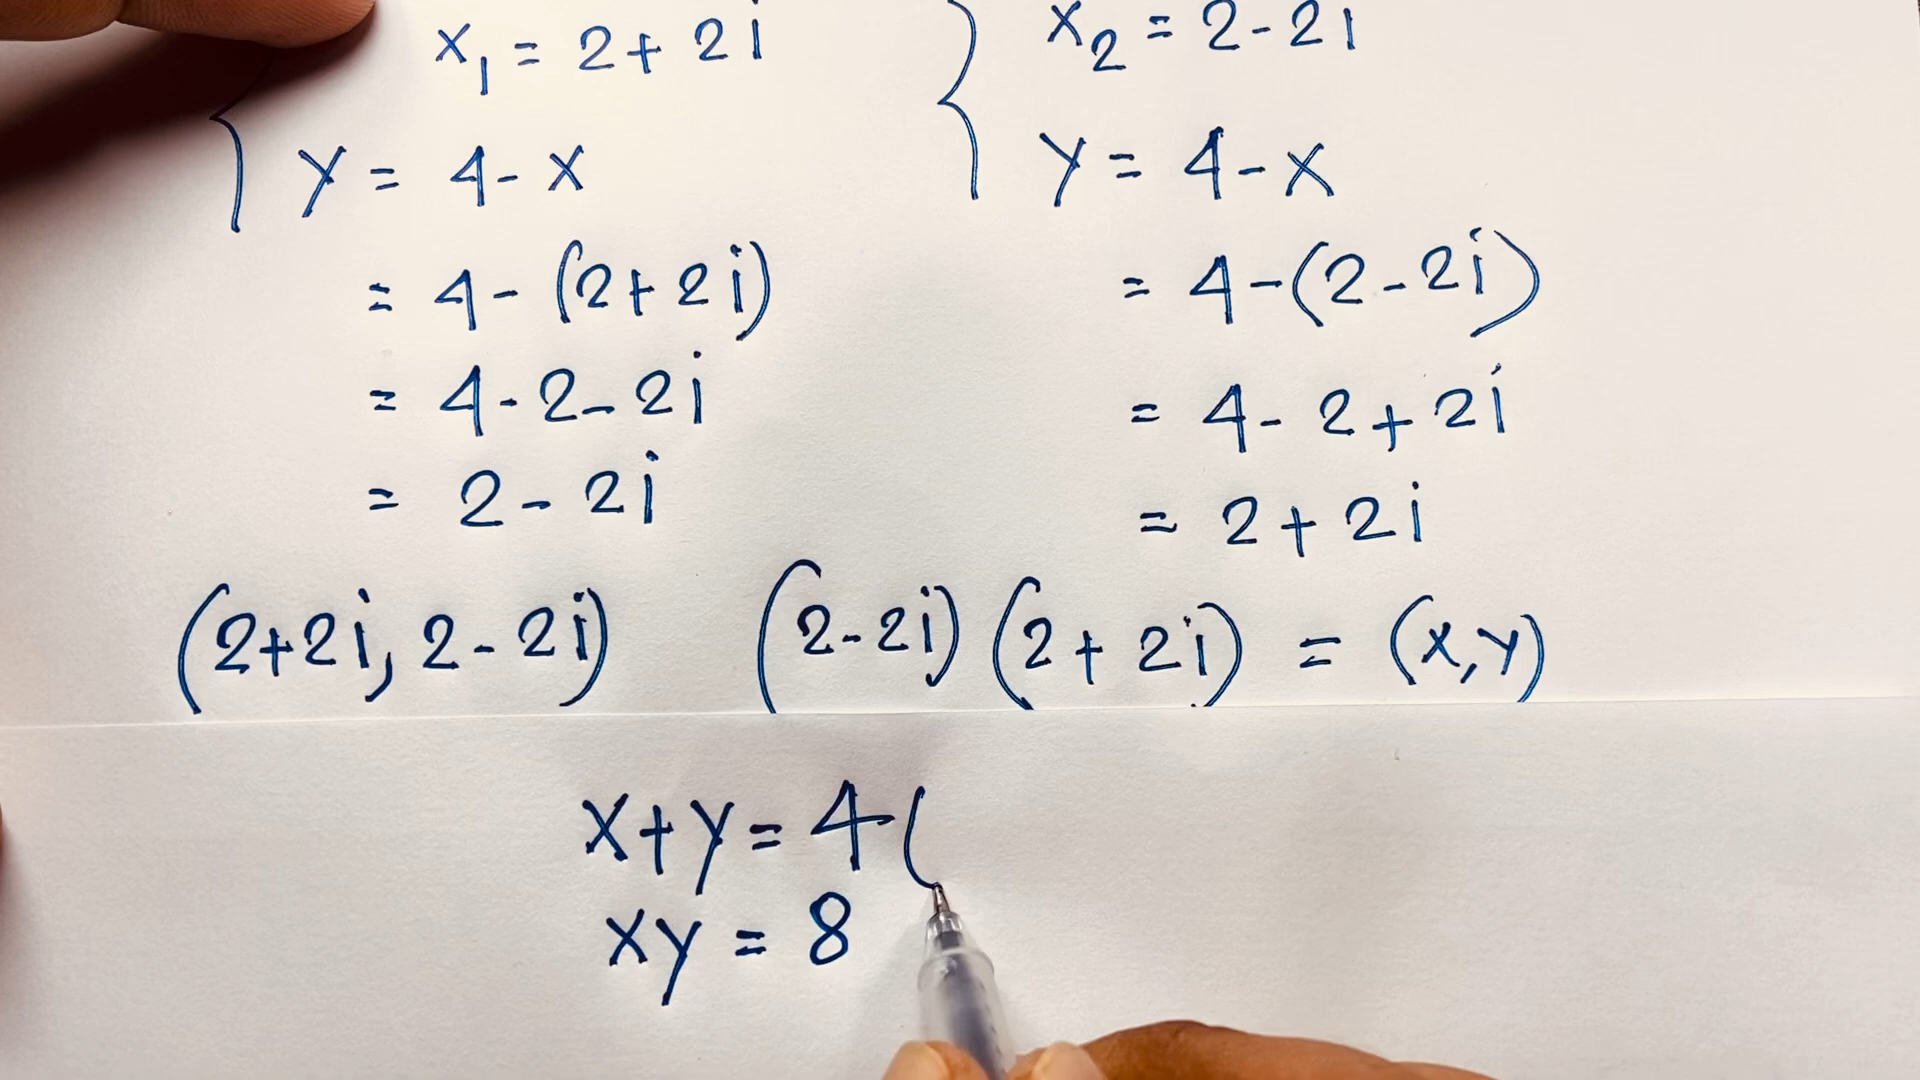 x₁ = 2 + 2i
y = 4 - x
= 4 - (2 + 2i)
= 4 - 2 - 2i
= 2 - 2i
x₂ = 2 - 2i
y = 4 - x
= 4 - (2 - 2i)
= 4 - 2 + 2i
= 2 + 2i
(2+2i, 2 - 2i) (2-2i) (2 + 2i) = (x, y)
x + y = 4 (
xy = 8